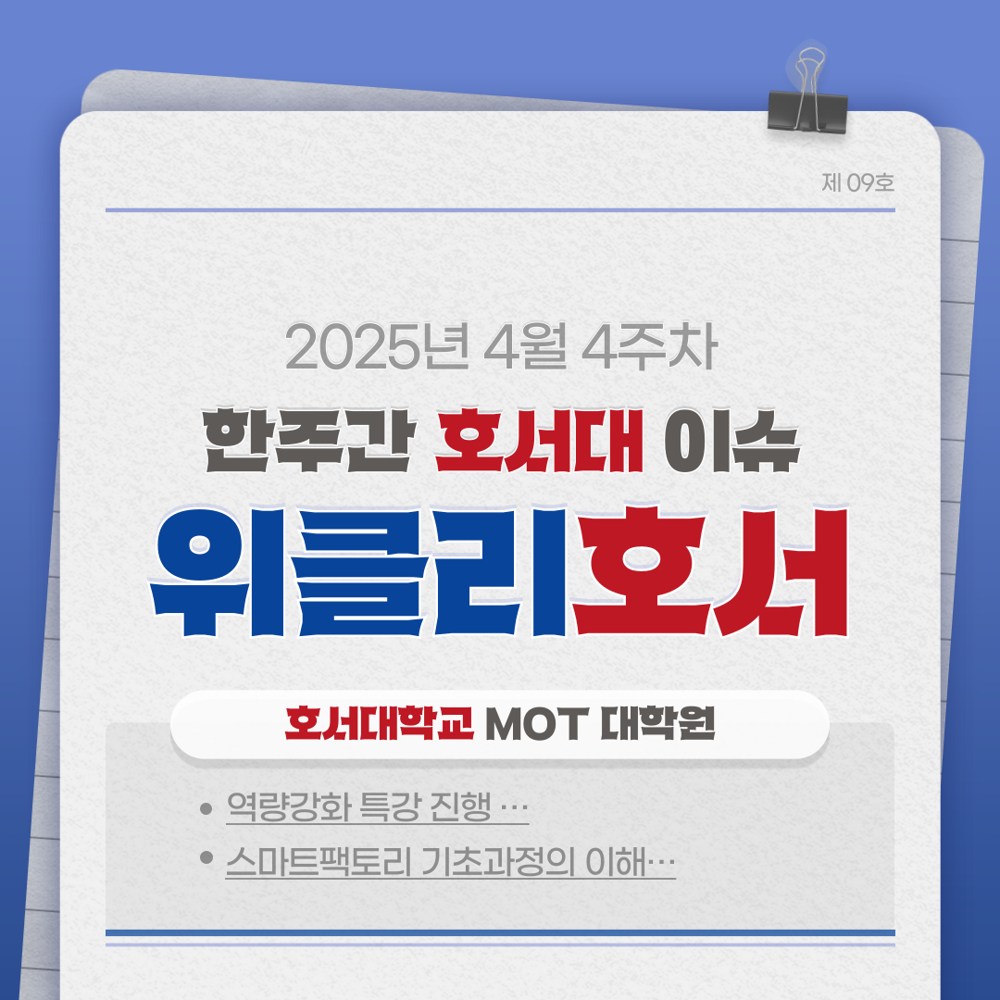 제 09호
2025년 4월 4주차
한주간 호서대 이슈
위클리호서
호서대학교 MOT 대학원
• 역량강화 특강 진행 …
• 스마트팩토리 기초과정의 이해…